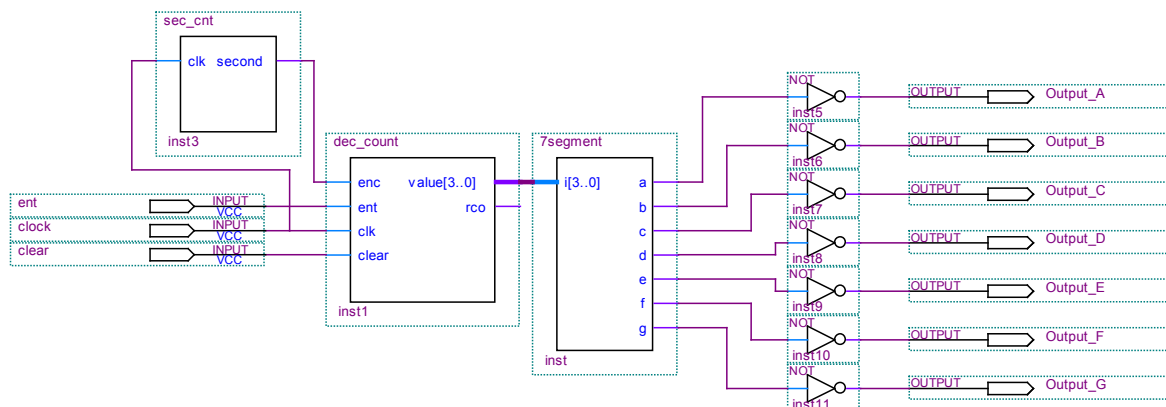 sec_cnt
clk second
inst3
dec_count
enc value[3..0]
ent rco
clk
clear
inst1
ent INPUT
VCC
clock INPUT
VCC
clear INPUT
VCC
7segment
i[3..0] a
b
c
d
e
f
g
inst
NOT
inst5
OUTPUT Output_A
NOT
inst6
OUTPUT Output_B
NOT
inst7
OUTPUT Output_C
NOT
inst8
OUTPUT Output_D
NOT
inst9
OUTPUT Output_E
NOT
inst10
OUTPUT Output_F
NOT
inst11
OUTPUT Output_G